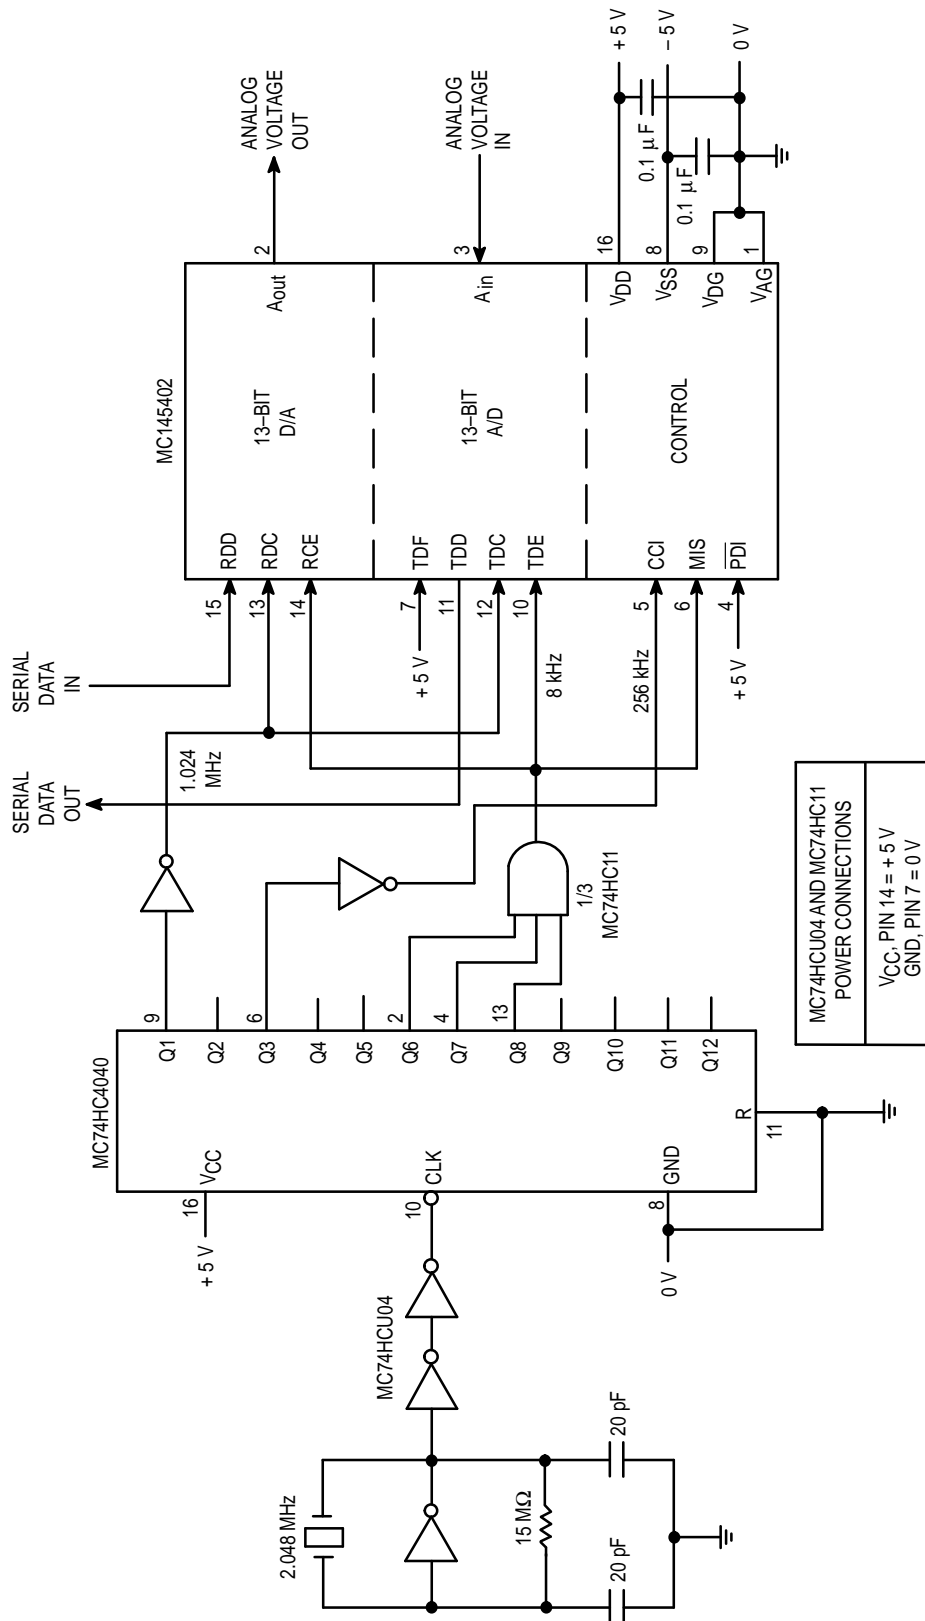 2.048 MHz
15 MΩ
20 pF
20 pF
MC74HCU04
+ 5 V
16
VCC
MC74HC4040
10
CLK
0 V
8
GND
R
11
Q1
9
Q2
Q3
6
Q4
Q5
Q6
2
Q7
4
Q8
13
Q9
Q10
Q11
Q12
1/3
MC74HC11
SERIAL
DATA
OUT
SERIAL
DATA
IN
1.024
MHz
8 kHz
256 kHz
+ 5 V
+ 5 V
MC145402
15
RDD
13
RDC
14
RCE
7
TDF
11
TDD
12
TDC
10
TDE
5
CCI
6
MIS
4
PDI
13–BIT
D/A
13–BIT
A/D
CONTROL
Aout
2
Ain
3
VDD
16
VSS
8
VDG
9
VAG
1
ANALOG
VOLTAGE
OUT
ANALOG
VOLTAGE
IN
0.1 μF
0.1 μF
+ 5 V
– 5 V
0 V
MC74HCU04 AND MC74HC11
POWER CONNECTIONS
VCC, PIN 14 = + 5 V
GND, PIN 7 = 0 V